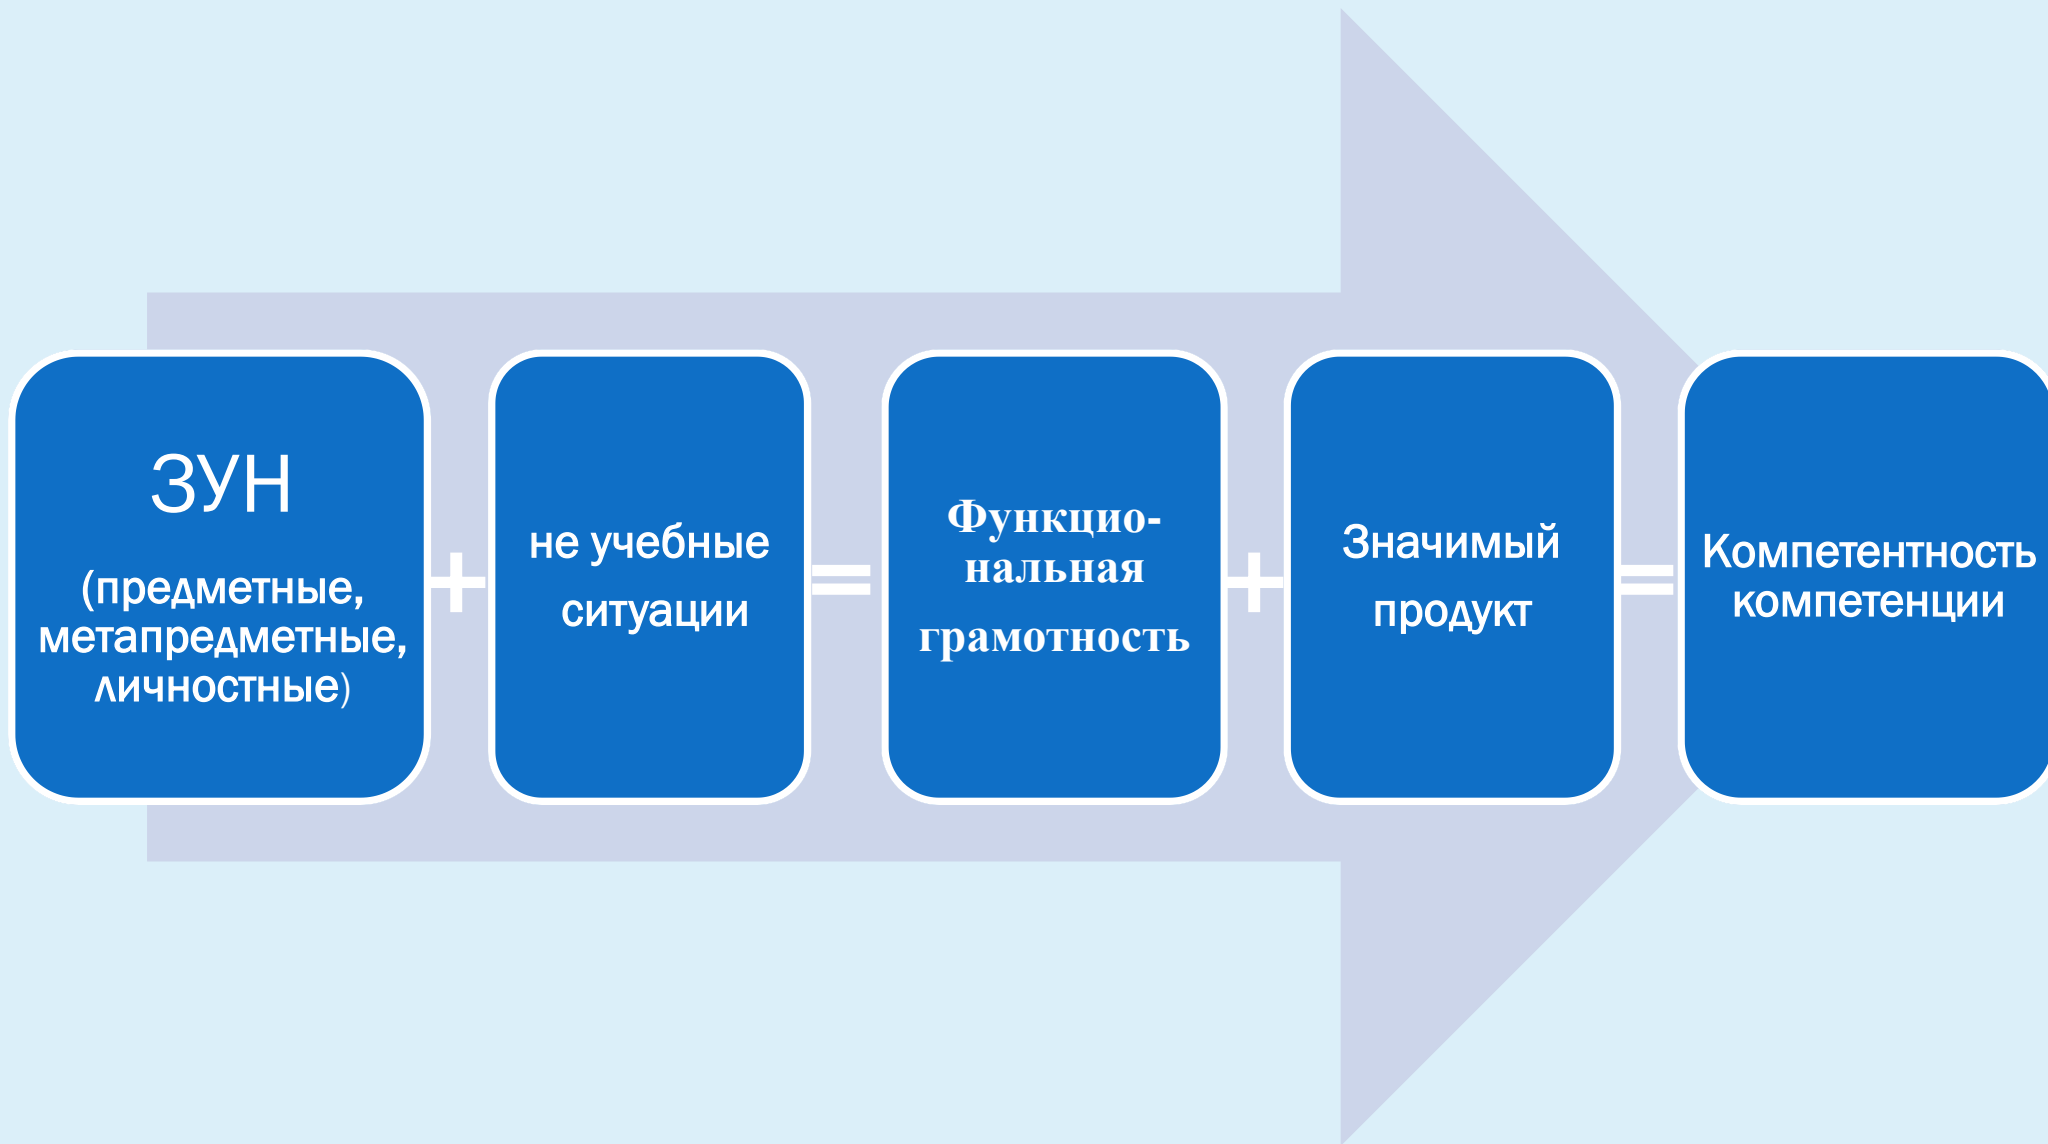 ЗУН
(предметные,
метапредметные,
личностные)
+
не учебные
ситуации
=
Функцио-
нальная
грамотность
+
Значимый
продукт
=
Компетентность
компетенции